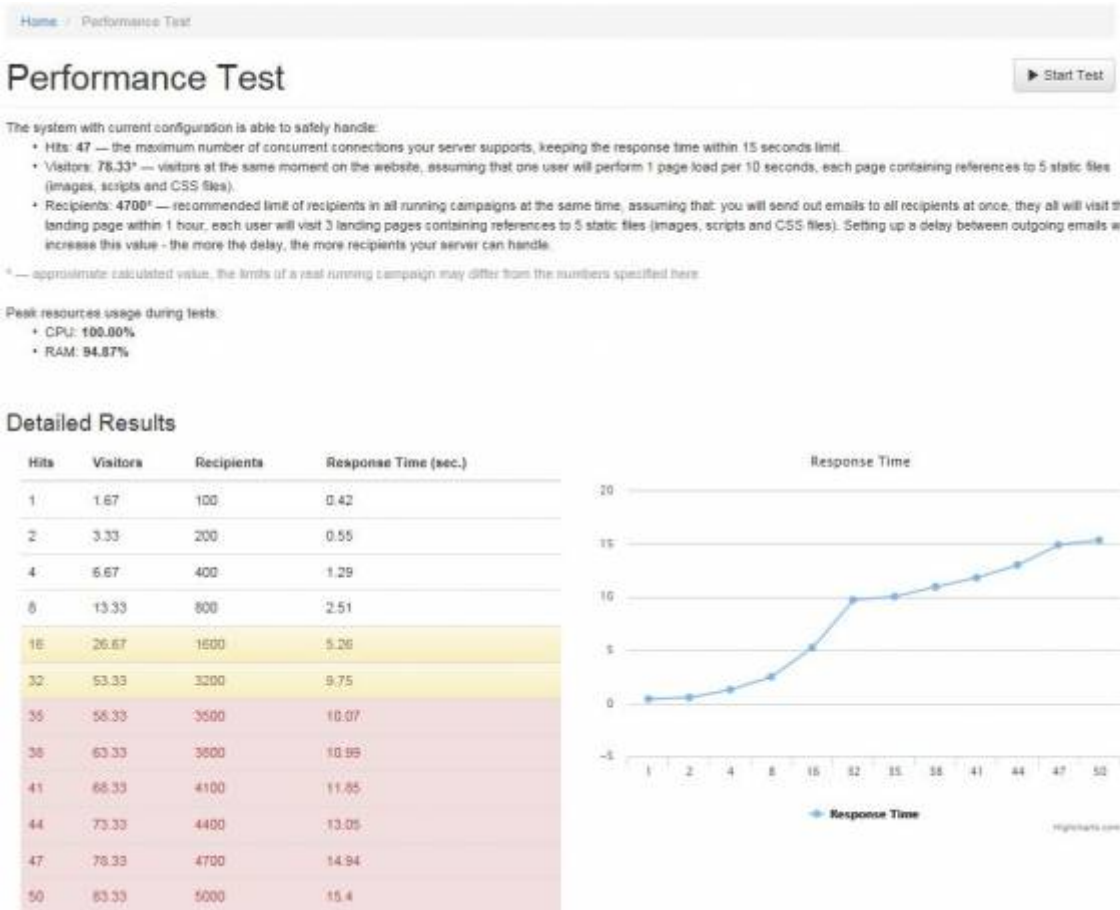 Home / Performance Test
Performance Test
Start Test
The system with current configuration is able to safely handle:
• Hits: 47 — the maximum number of concurrent connections your server supports, keeping the response time within 15 seconds limit.
• Visitors: 78.33* — visitors at the same moment on the website, assuming that one user will perform 1 page load per 10 seconds, each page containing references to 5 static files
(images, scripts and CSS files).
• Recipients: 4700* — recommended limit of recipients in all running campaigns at the same time, assuming that: you will send out emails to all recipients at once, they all will visit th
landing page within 1 hour, each user will visit 3 landing pages containing references to 5 static files (images, scripts and CSS files). Setting up a delay between outgoing emails w
increase this value - the more the delay, the more recipients your server can handle.
* — approximate calculated value, the limits of a real running campaign may differ from the numbers specified here
Peak resources usage during tests:
• CPU: 100.00%
• RAM: 94.87%
Detailed Results
Hits Visitors Recipients Response Time (sec.)
1 1.67 100 0.42
2 3.33 200 0.55
4 6.67 400 1.29
8 13.33 800 2.51
16 26.67 1600 5.26
32 53.33 3200 9.75
35 58.33 3500 10.07
38 63.33 3800 10.99
41 68.33 4100 11.85
44 73.33 4400 13.05
47 78.33 4700 14.94
50 83.33 5000 15.4
Response Time
20
15
10
5
0
-5
1 2 4 8 16 32 35 38 41 44 47 50
Response Time
Highcharts.com